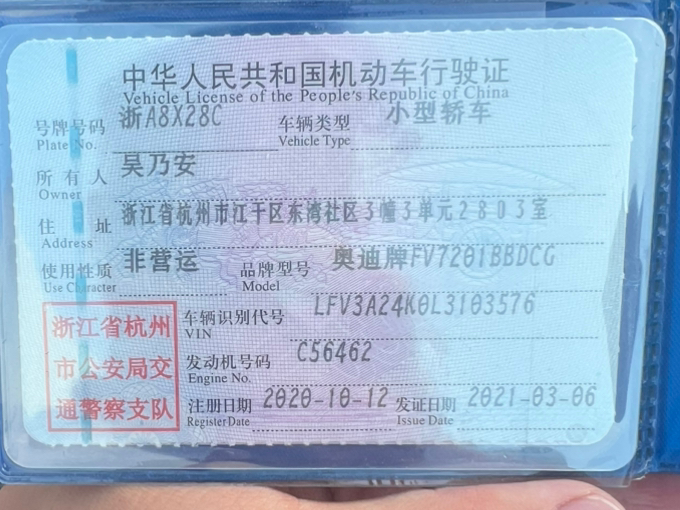 中华人民共和国机动车行驶证
Vehicle License of the People's Republic of China
号牌号码 浙A8X28C 车辆类型 小型轿车
Plate No. Vehicle Type
所有人 吴乃安
Owner
住址 浙江省杭州市江干区东湾社区3幢3单元2803室
Address
使用性质 非营运 品牌型号 奥迪牌FV7201BBDCG
Use Character Model
车辆识别代号 LFV3A24K0L3103576
VIN
发动机号码 C56462
Engine No.
注册日期 2020-10-12 发证日期 2021-03-06
Register Date Issue Date
浙江省杭州
市公安局交
通警察支队